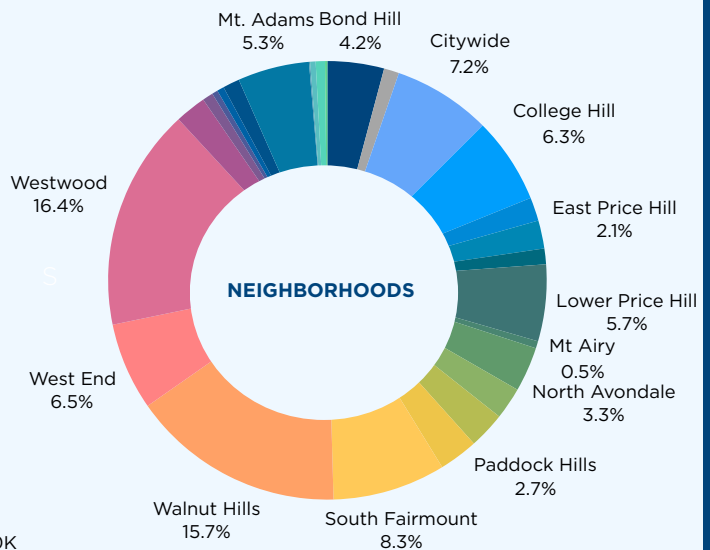 Mt. Adams
5.3%
Bond Hill
4.2%
Citywide
7.2%
College Hill
6.3%
East Price Hill
2.1%
Lower Price Hill
5.7%
Mt Airy
0.5%
North Avondale
3.3%
Paddock Hills
2.7%
South Fairmount
8.3%
Walnut Hills
15.7%
West End
6.5%
Westwood
16.4%
NEIGHBORHOODS
S
0K